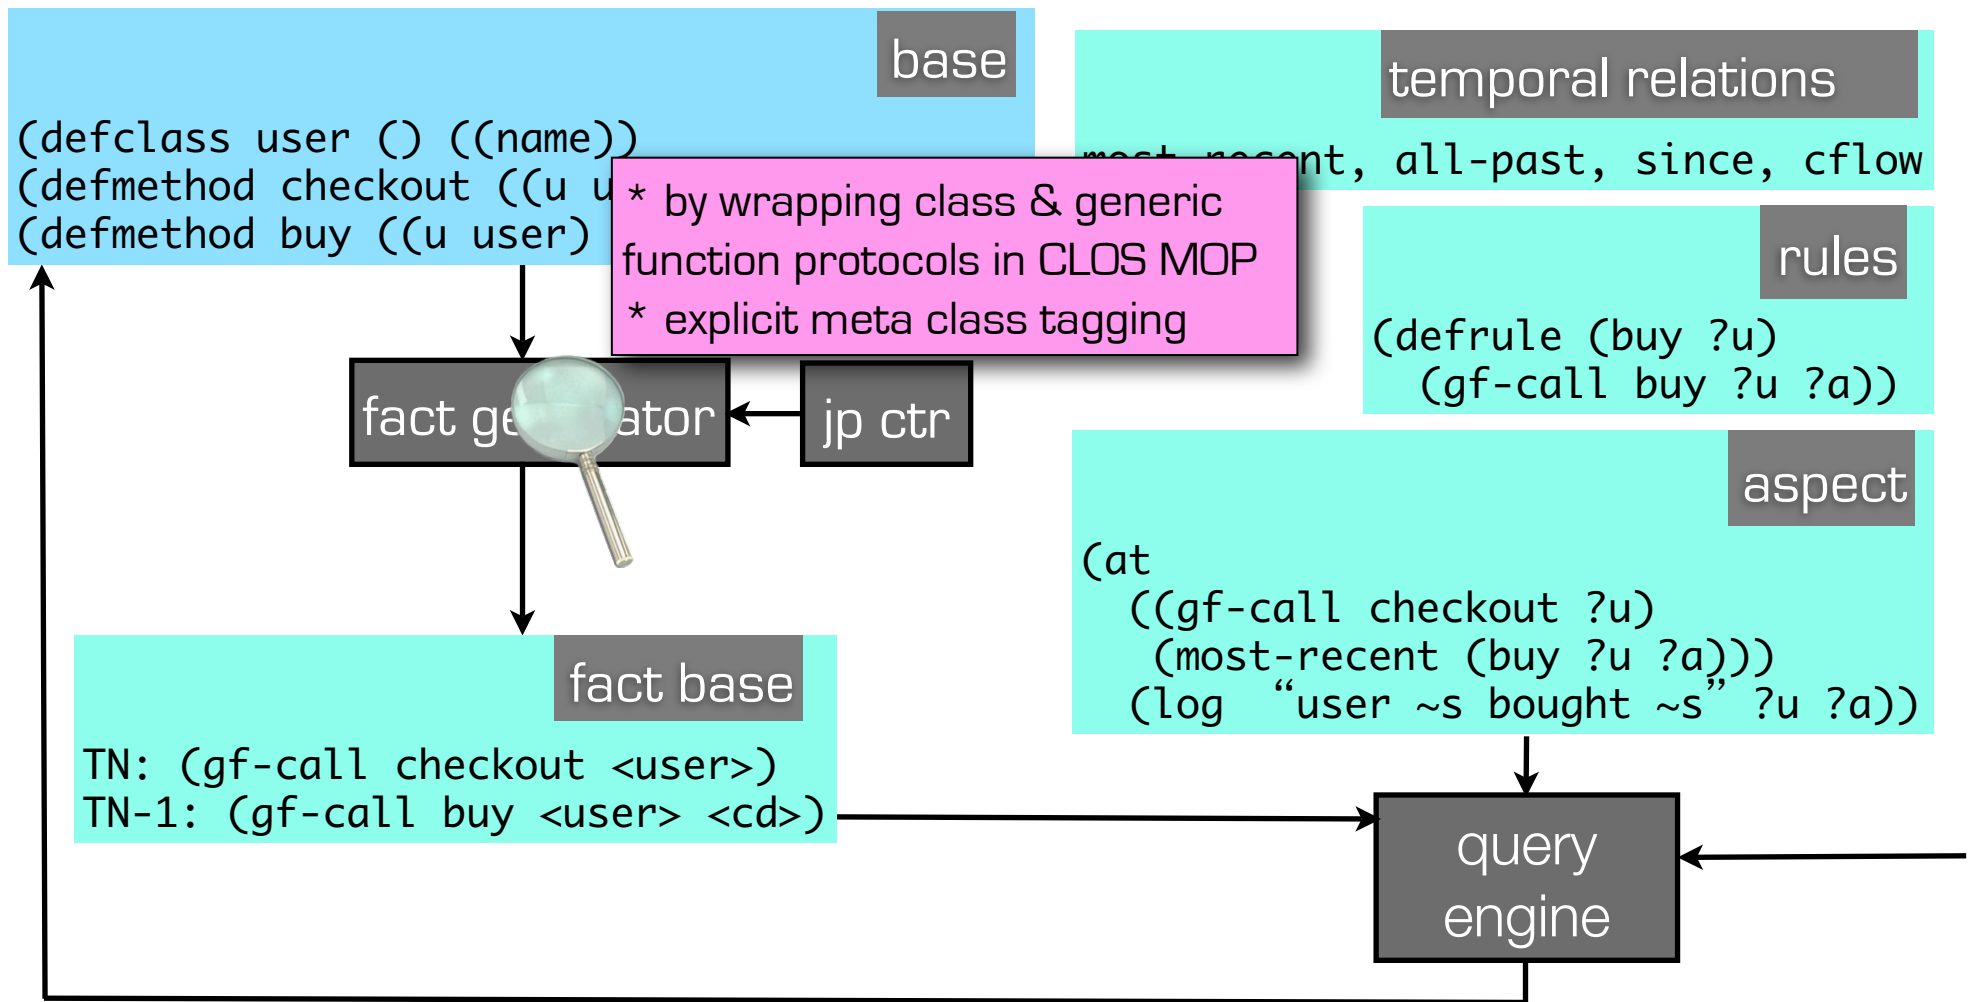 base
(defclass user () ((name))
(defmethod checkout ((u
(defmethod buy ((u user)
* by wrapping class & generic
function protocols in CLOS MOP
* explicit meta class tagging
temporal relations
all-past, since, cflow
rules
(defrule (buy ?u)
(gf-call buy ?u ?a))
fact
jp ctr
aspect
(at
((gf-call checkout ?u)
(most-recent (buy ?u ?a)))
(log “user ~s bought ~s” ?u ?a))
fact base
TN: (gf-call checkout <user>)
TN-1: (gf-call buy <user> <cd>)
query
engine